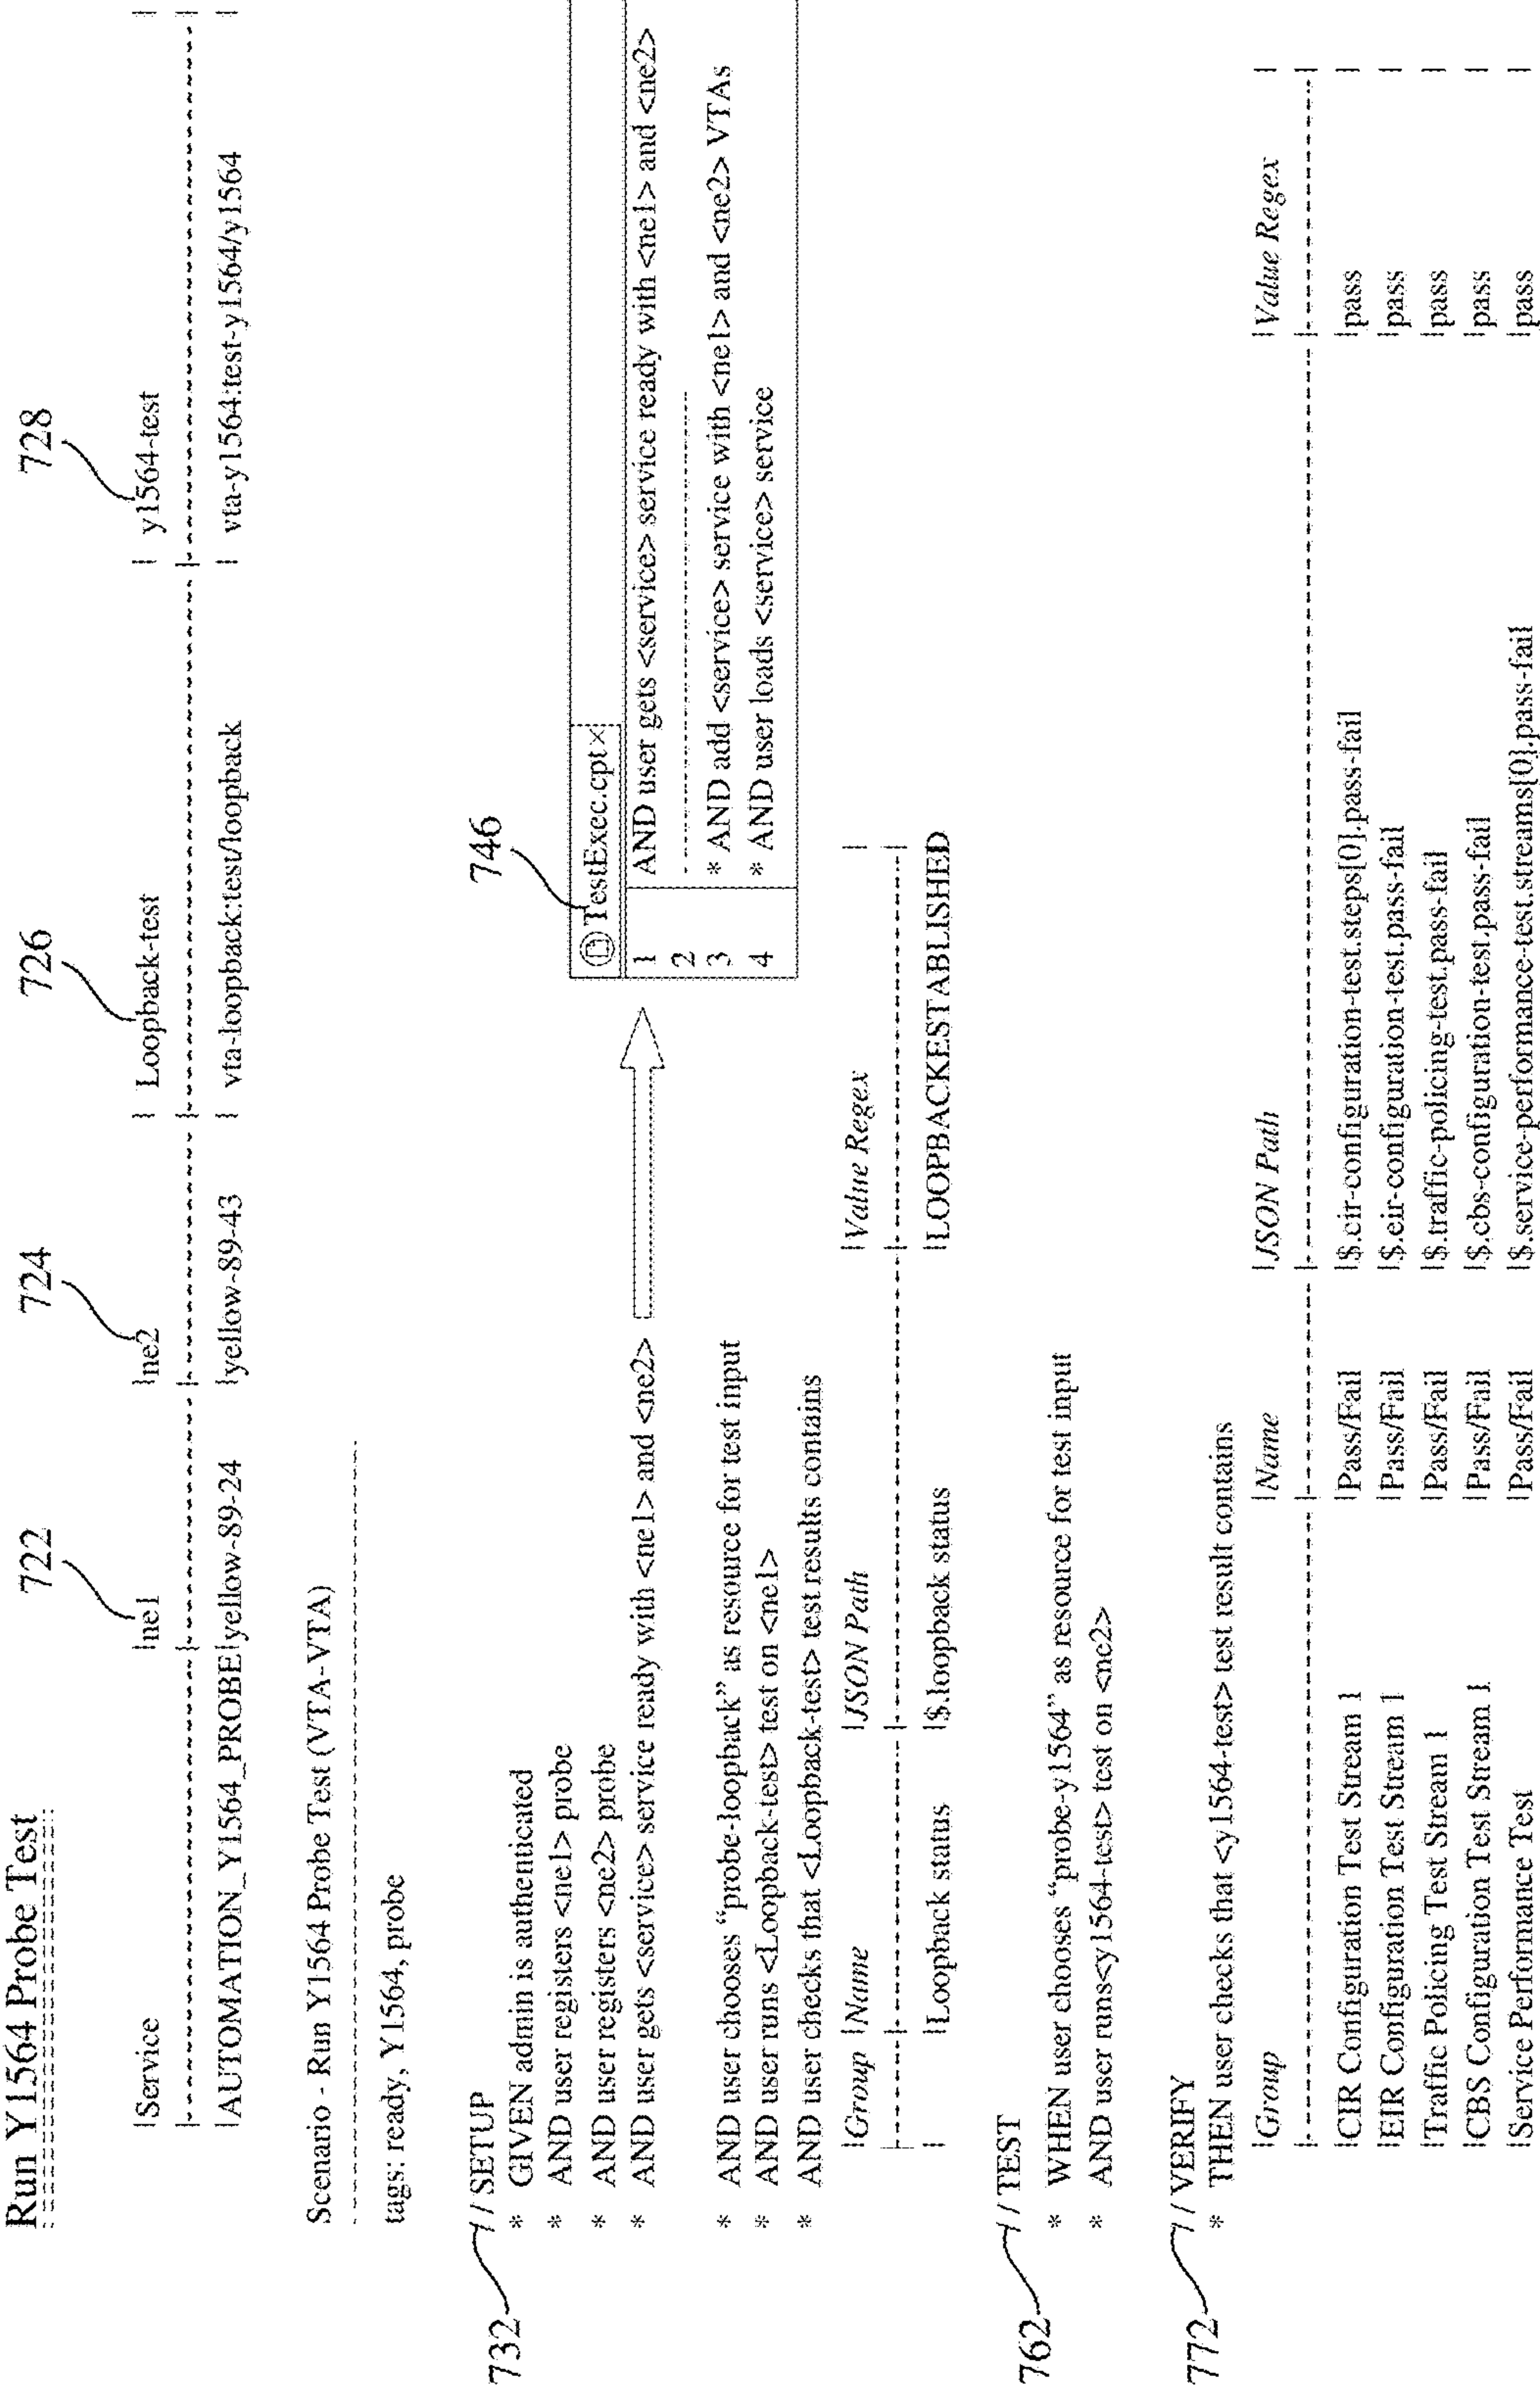 Run Y1564 Probe Test
722 724 726 728
|Service |ne1 |ne2 | Loopback-test | y1564-test |
|AUTOMATION_Y1564_PROBE|yellow-89-24 |yellow-89-43 | vta-loopback:test/loopback | vta-y1564:test-y1564/y1564 |
Scenario - Run Y1564 Probe Test (VTA-VTA)
tags: ready, Y1564, probe
732
// SETUP
* GIVEN admin is authenticated
* AND user registers <ne1> probe
* AND user registers <ne2> probe
* AND user gets <service> service ready with <ne1> and <ne2>
746
TestExec.cpt ×
1 AND user gets <service> service ready with <ne1> and <ne2>
2 --------------------
3 * AND add <service> service with <ne1> and <ne2> VTAs
4 * AND user loads <service> service
* AND user chooses “probe-loopback” as resource for test input
* AND user runs <Loopback-test> test on <ne1>
* AND user checks that <Loopback-test> test results contains
|Group |Name |JSON Path |Value Regex |
| |Loopback status |$.loopback status |LOOPBACKESTABLISHED
762
// TEST
* WHEN user chooses “probe-y1564” as resource for test input
* AND user runs<y1564-test> test on <ne2>
772
// VERIFY
* THEN user checks that <y1564-test> test result contains
|Group |Name |JSON Path |Value Regex |
|CIR Configuration Test Stream 1 |Pass/Fail |$.cir-configuration-test.steps[0].pass-fail |pass |
|EIR Configuration Test Stream 1 |Pass/Fail |$.eir-configuration-test.pass-fail |pass |
|Traffic Policing Test Stream 1 |Pass/Fail |$.traffic-policing-test.pass-fail |pass |
|CBS Configuration Test Stream 1 |Pass/Fail |$.cbs-configuration-test.pass-fail |pass |
|Service Performance Test |Pass/Fail |$.service-performance-test.streams[0].pass-fail |pass |